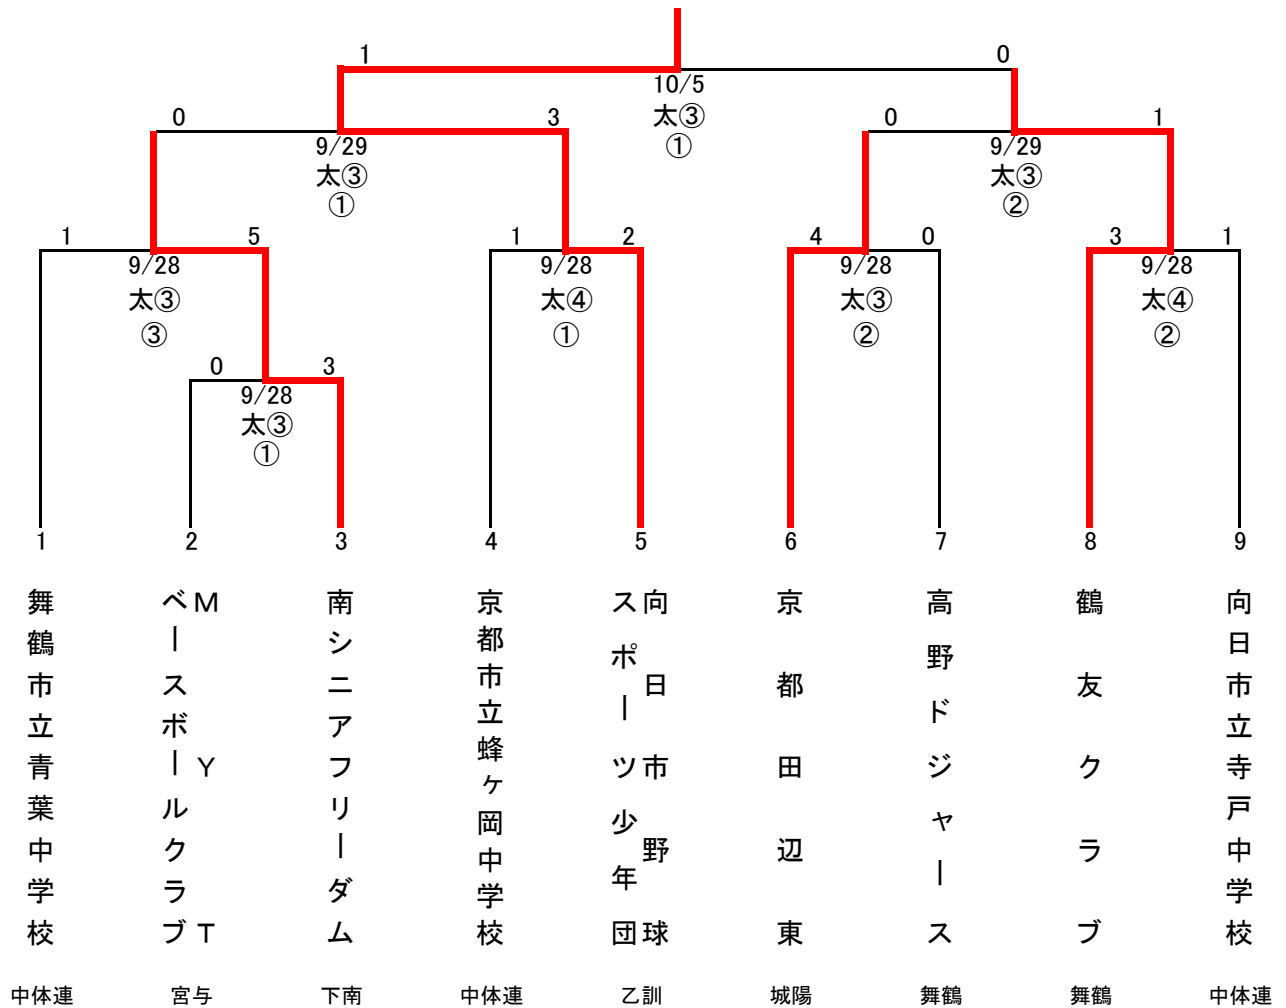 1 0
10/5
太③
①
0 3 0 1
9/29 9/29
太③ 太③
① ②
1 5 1 2 4 0 3 1
9/28 9/28 9/28 9/28
太③ 太④ 太③ 太④
③ ① ② ②
0 3
9/28
太③
①
1 2 3 4 5 6 7 8 9
舞鶴市立青葉中学校
MYT
ベースボールクラブ
南シニアフリーダム
京都市立蜂ヶ岡中学校
向日市野球
スポーツ少年団
京都田辺東
高野ドジャース
鶴友クラブ
向日市立寺戸中学校
中体連 宮与 下南 中体連 乙訓 城陽 舞鶴 舞鶴 中体連